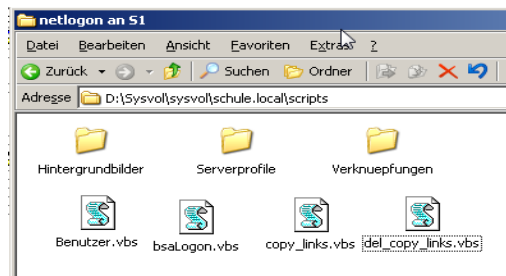 netlogon an S1
Datei Bearbeiten Ansicht Favoriten Extras ?
Zurück Suchen Ordner
Adresse D:\Sysvol\sysvol\schule.local\scripts
Hintergrundbilder Serverprofile Verknuepfungen
Benutzer.vbs bsaLogon.vbs copy_links.vbs del_copy_links.vbs